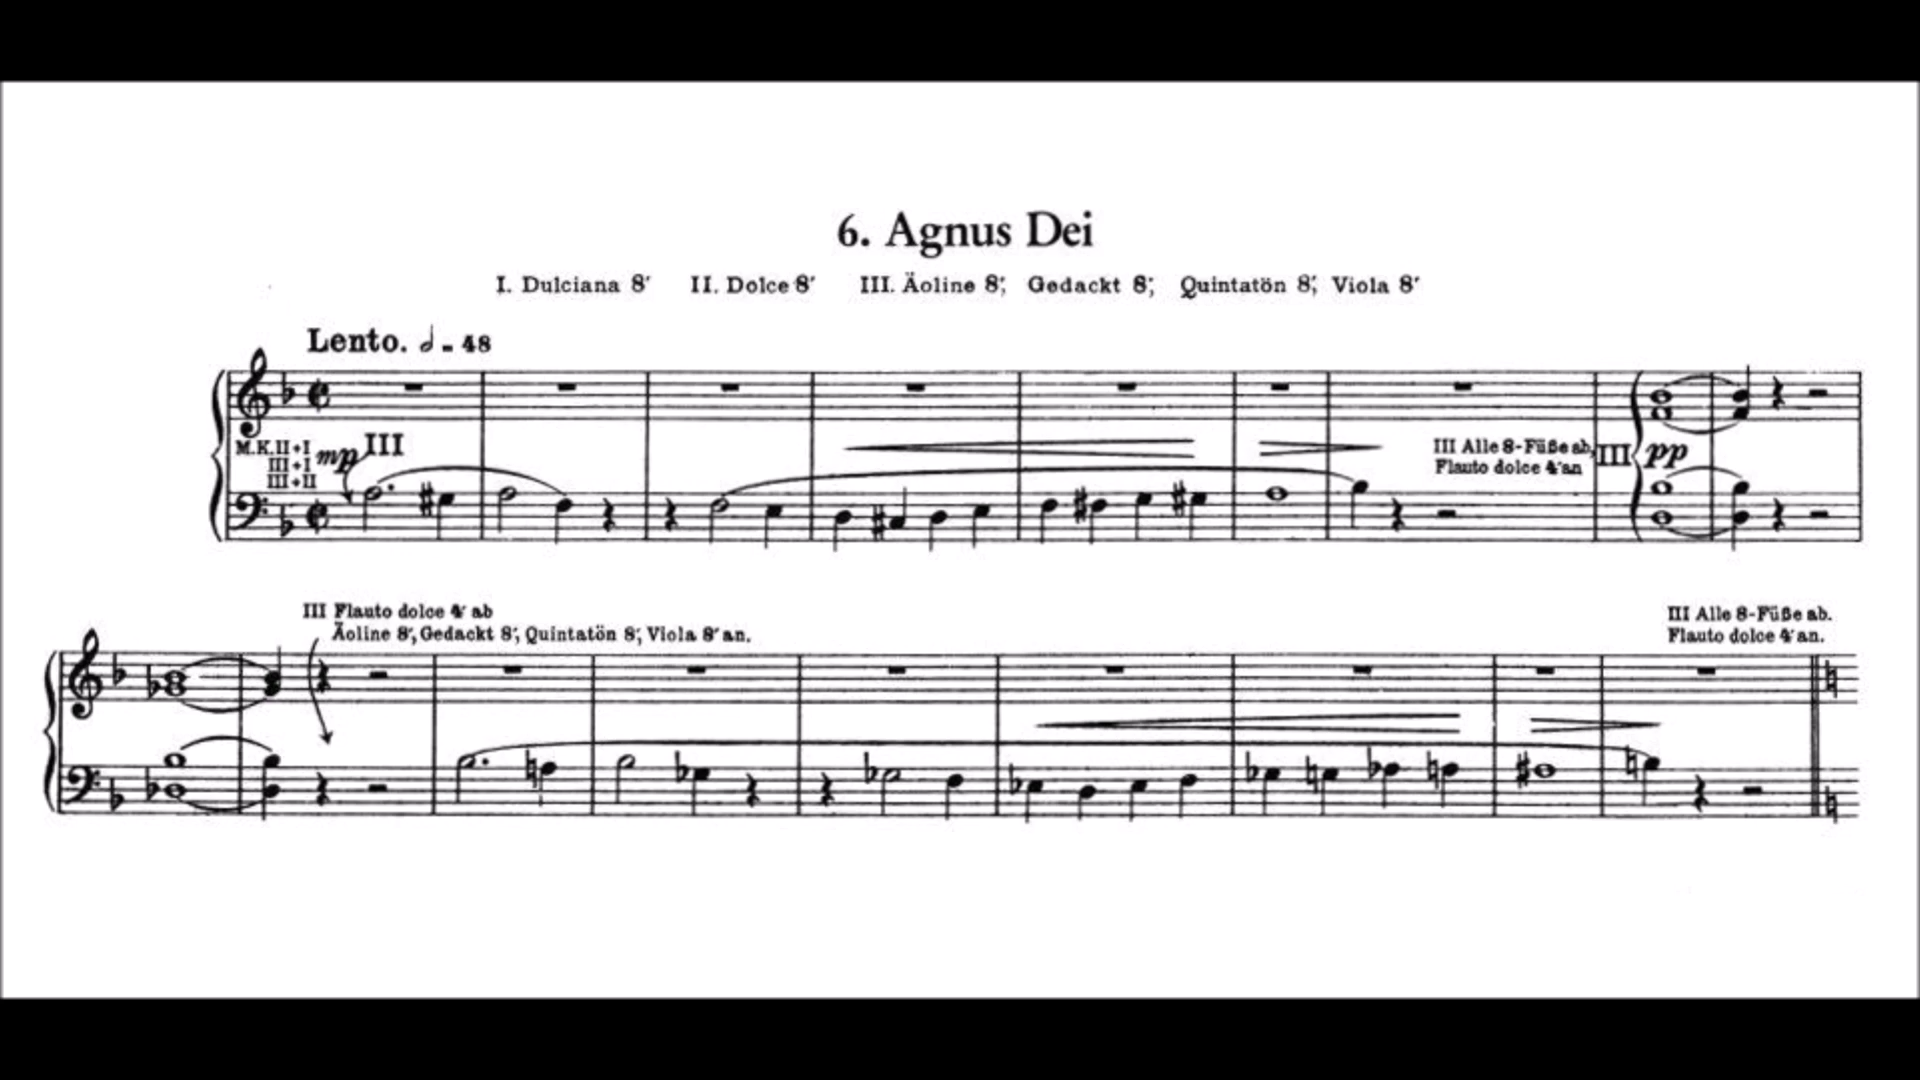 6. Agnus Dei
I. Dulciana 8′ II. Dolce 8′ III. Äoline 8′, Gedackt 8′, Quintatön 8′, Viola 8′
Lento. 𝅗𝅥 = 48
M.K. II+I
III+I
III+II
mp III
III Alle 8-Füße ab,
Flauto dolce 4′ an
III pp
III Flauto dolce 4′ ab
Äoline 8′, Gedackt 8′, Quintatön 8′, Viola 8′ an.
III Alle 8-Füße ab.
Flauto dolce 4′ an.